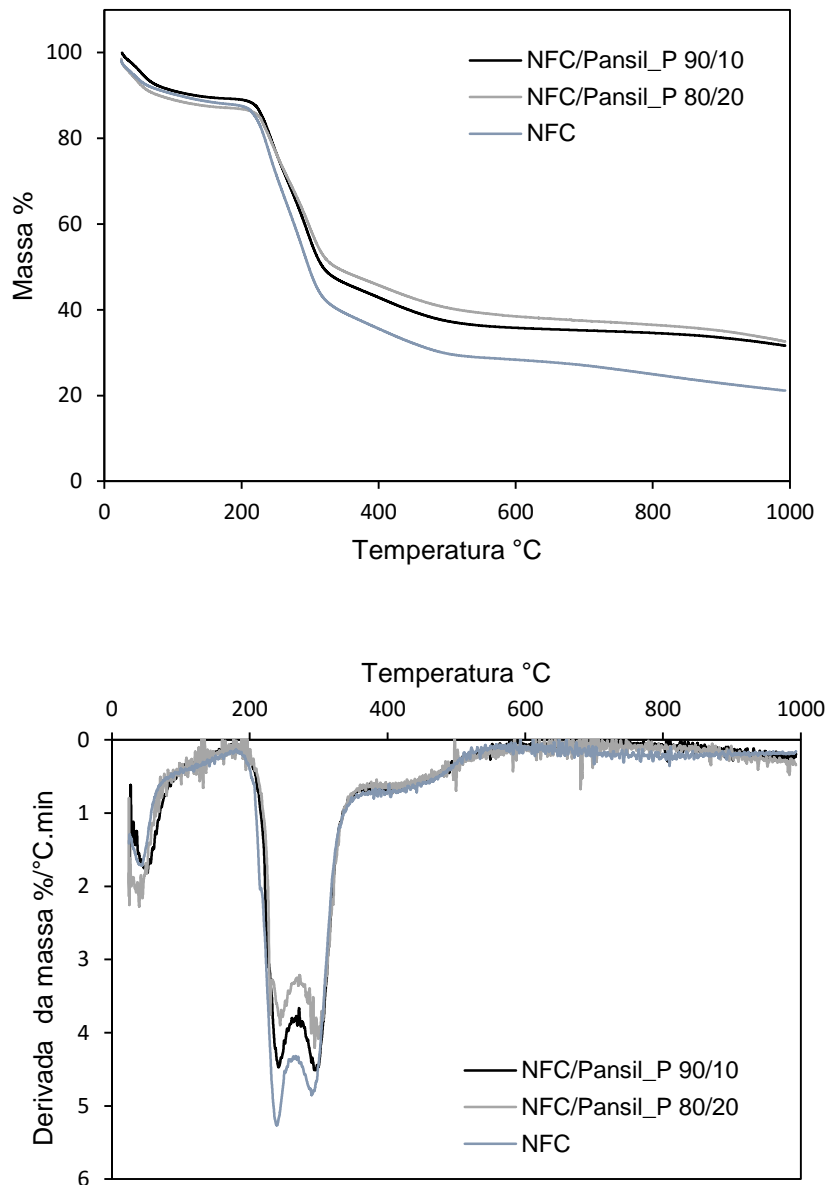 100
80
60
40
20
0
Massa %
NFC/Pansil_P 90/10
NFC/Pansil_P 80/20
NFC
0 200 400 600 800 1000
Temperatura °C
Temperatura °C
0 200 400 600 800 1000
0
1
2
3
4
5
6
Derivada da massa %/°C.min
NFC/Pansil_P 90/10
NFC/Pansil_P 80/20
NFC